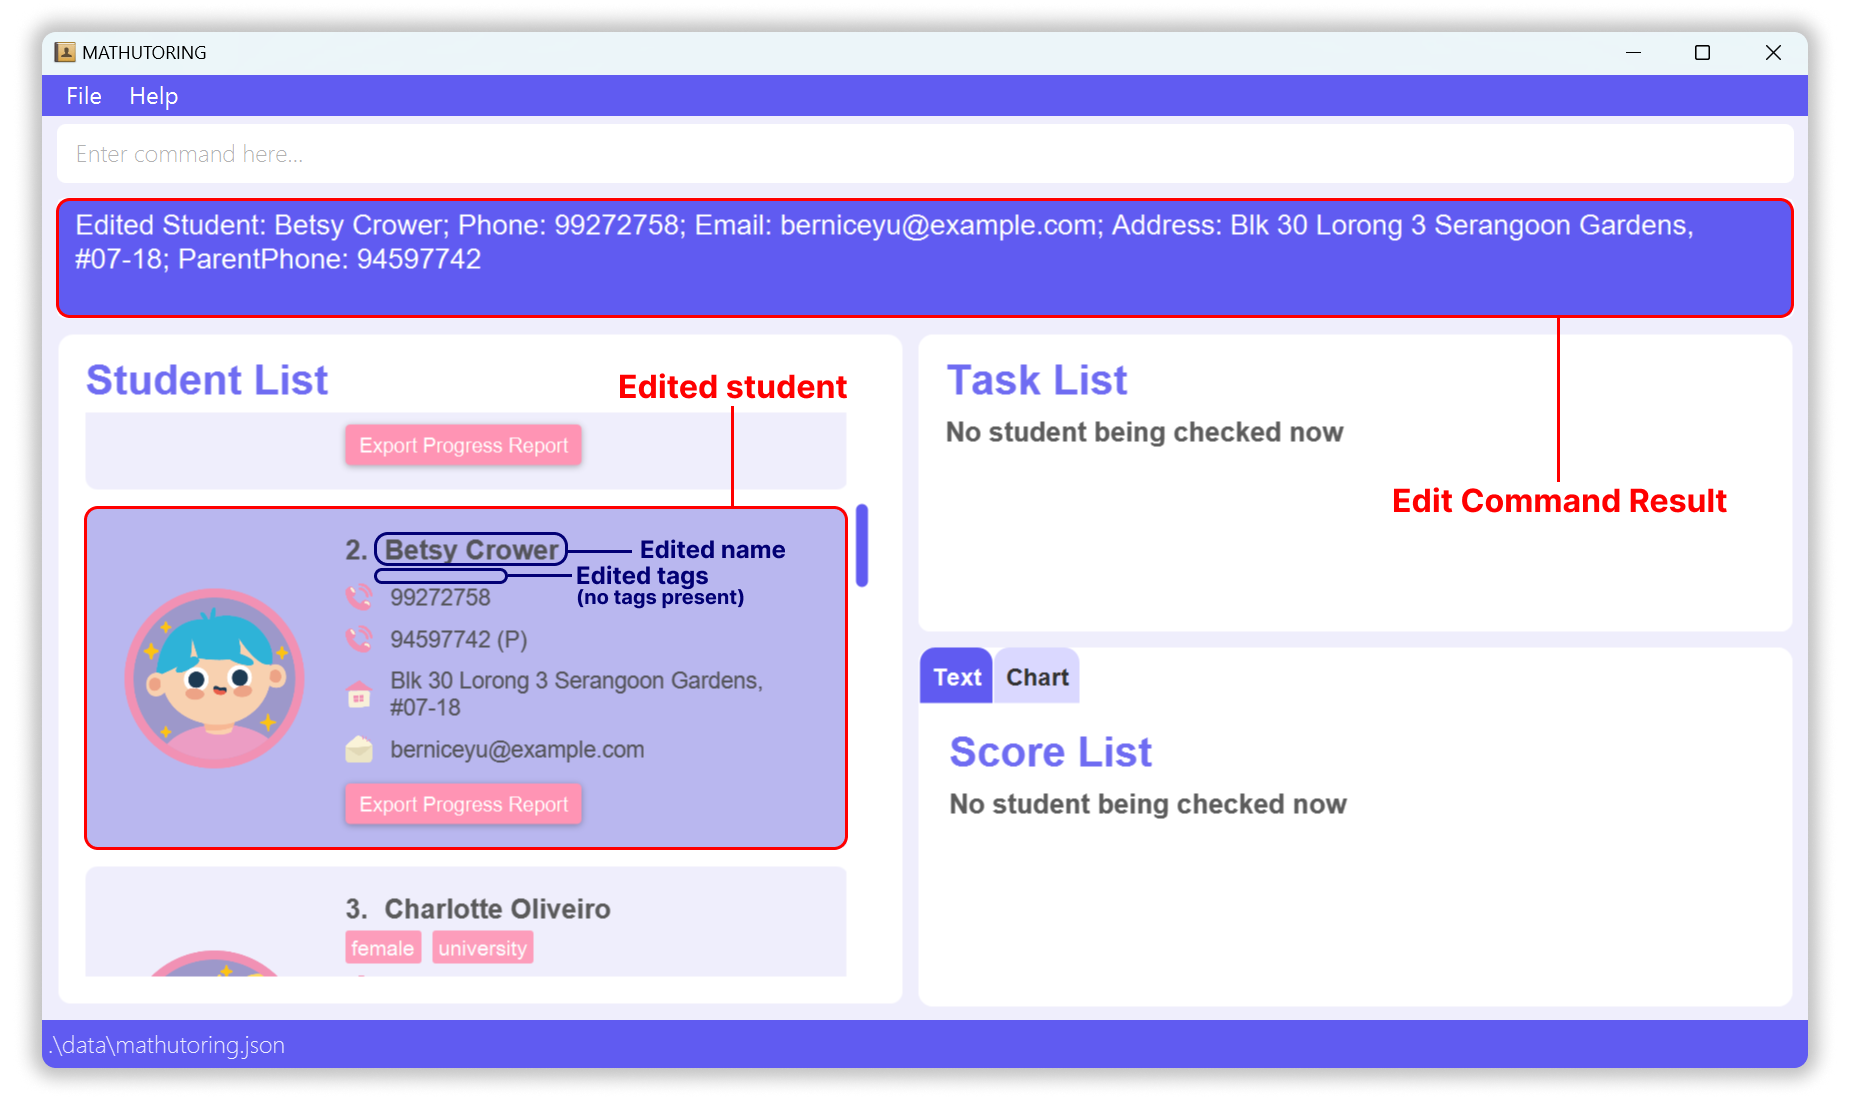 MATHUTORING
File Help
Enter command here...
Edited Student: Betsy Crower; Phone: 99272758; Email: berniceyu@example.com; Address: Blk 30 Lorong 3 Serangoon Gardens,
#07-18; ParentPhone: 94597742
Student List
Edited student
Export Progress Report
2. Betsy Crower
Edited name
Edited tags
(no tags present)
99272758
94597742 (P)
Blk 30 Lorong 3 Serangoon Gardens,
#07-18
berniceyu@example.com
Export Progress Report
3. Charlotte Oliveiro
female university
Task List
No student being checked now
Edit Command Result
Text Chart
Score List
No student being checked now
.\data\mathutoring.json